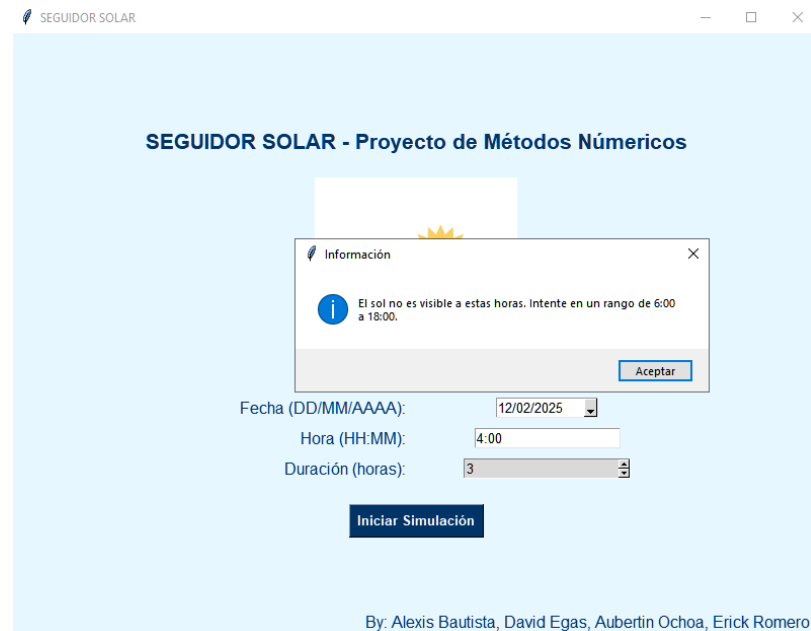 SEGUIDOR SOLAR
SEGUIDOR SOLAR - Proyecto de Métodos Númericos
Información
El sol no es visible a estas horas. Intente en un rango de 6:00
a 18:00.
Aceptar
Fecha (DD/MM/AAAA): 12/02/2025
Hora (HH:MM): 4:00
Duración (horas): 3
Iniciar Simulación
By: Alexis Bautista, David Egas, Aubertin Ochoa, Erick Romero